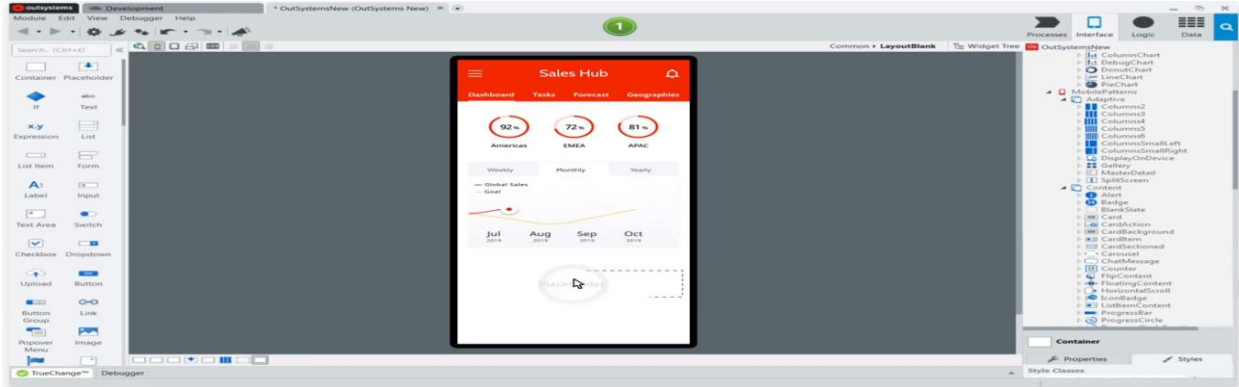 outsystems Development * OutSystemsNew (OutSystems New)
Module Edit View Debugger Help
1
Processes Interface Logic Data
Search... (Ctrl+E)
Common LayoutBlank Widget Tree OutSystemsNew
Container Placeholder
If Text
Expression List
List Item Form
Label Input
Text Area Switch
Checkbox Dropdown
Upload Button
Button Group Link
Popover Menu Image
Sales Hub
Dashboard Tasks Forecast Geographies
92% 72% 81%
Americas EMEA APAC
Weekly Monthly Yearly
Global Sales
Goal
Jul Aug Sep Oct
2019 2019 2019 2019
Placeholder
ColumnChart
DebugChart
DonutChart
LineChart
PieChart
MobilePatterns
Adaptive
Columns2
Columns3
Columns4
Columns5
Columns6
ColumnsSmallLeft
ColumnsSmallRight
DisplayOnDevice
Gallery
MasterDetail
SplitScreen
Content
Alert
Badge
BlankSlate
Card
CardAction
CardBackground
CardItem
CardSectioned
Carousel
ChatMessage
Counter
FlipContent
FloatingContent
HorizontalScroll
IconBadge
ListItemContent
ProgressBar
ProgressCircle
Container
Properties Styles
Style Classes
TrueChange™ Debugger